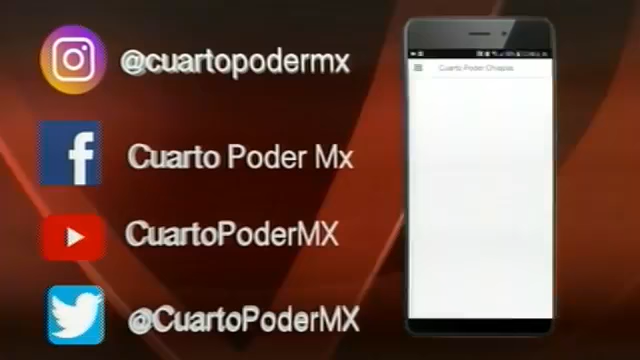 @cuartopodermx
Cuarto Poder Mx
CuartoPoderMX
@CuartoPoderMX
Cuarto Poder Chiapas